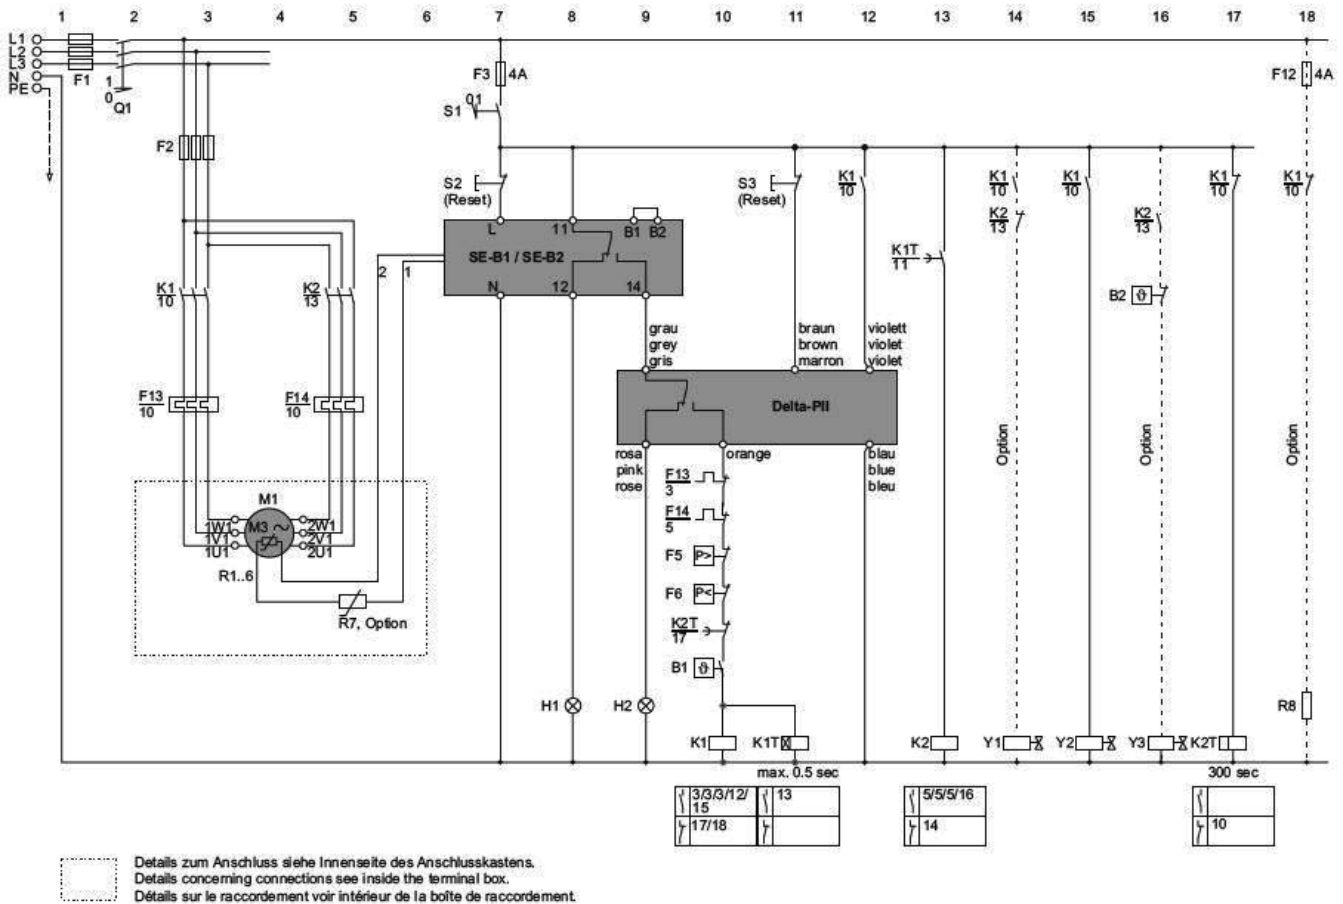 1 2 3 4 5 6 7 8 9 10 11 12 13 14 15 16 17 18
L1
L2
L3
N
PE
F1
1
0
Q1
F3 4A
F12 4A
S1 01
F2
S2
(Reset)
S3
(Reset)
K1
10
K1
10
K2
13
K1
10
K2
13
K1
10
K1
10
L 11 B1 B2
SE-B1 / SE-B2
N 12 14
2 1
K1T
11
B2 ϑ
K1
10
K2
13
grau
grey
gris
braun
brown
marron
violett
violet
violet
F13
10
F14
10
Delta-PII
Option
Option
Option
rosa
pink
rose
orange
blau
blue
bleu
F13
3
F14
5
F5 P>
F6 P<
K2T
17
B1 ϑ
M1
M3 ~
1W1
1V1
1U1
2W1
2V1
2U1
R1..6
R7, Option
H1
H2
R8
K1
K1T
K2
Y1
Y2
Y3
K2T
max. 0.5 sec
300 sec
3/3/3/12/
15
13
17/18
5/5/5/16
14
10
Details zum Anschluss siehe Innenseite des Anschlusskastens.
Details concerning connections see inside the terminal box.
Détails sur le raccordement voir intérieur de la boîte de raccordement.